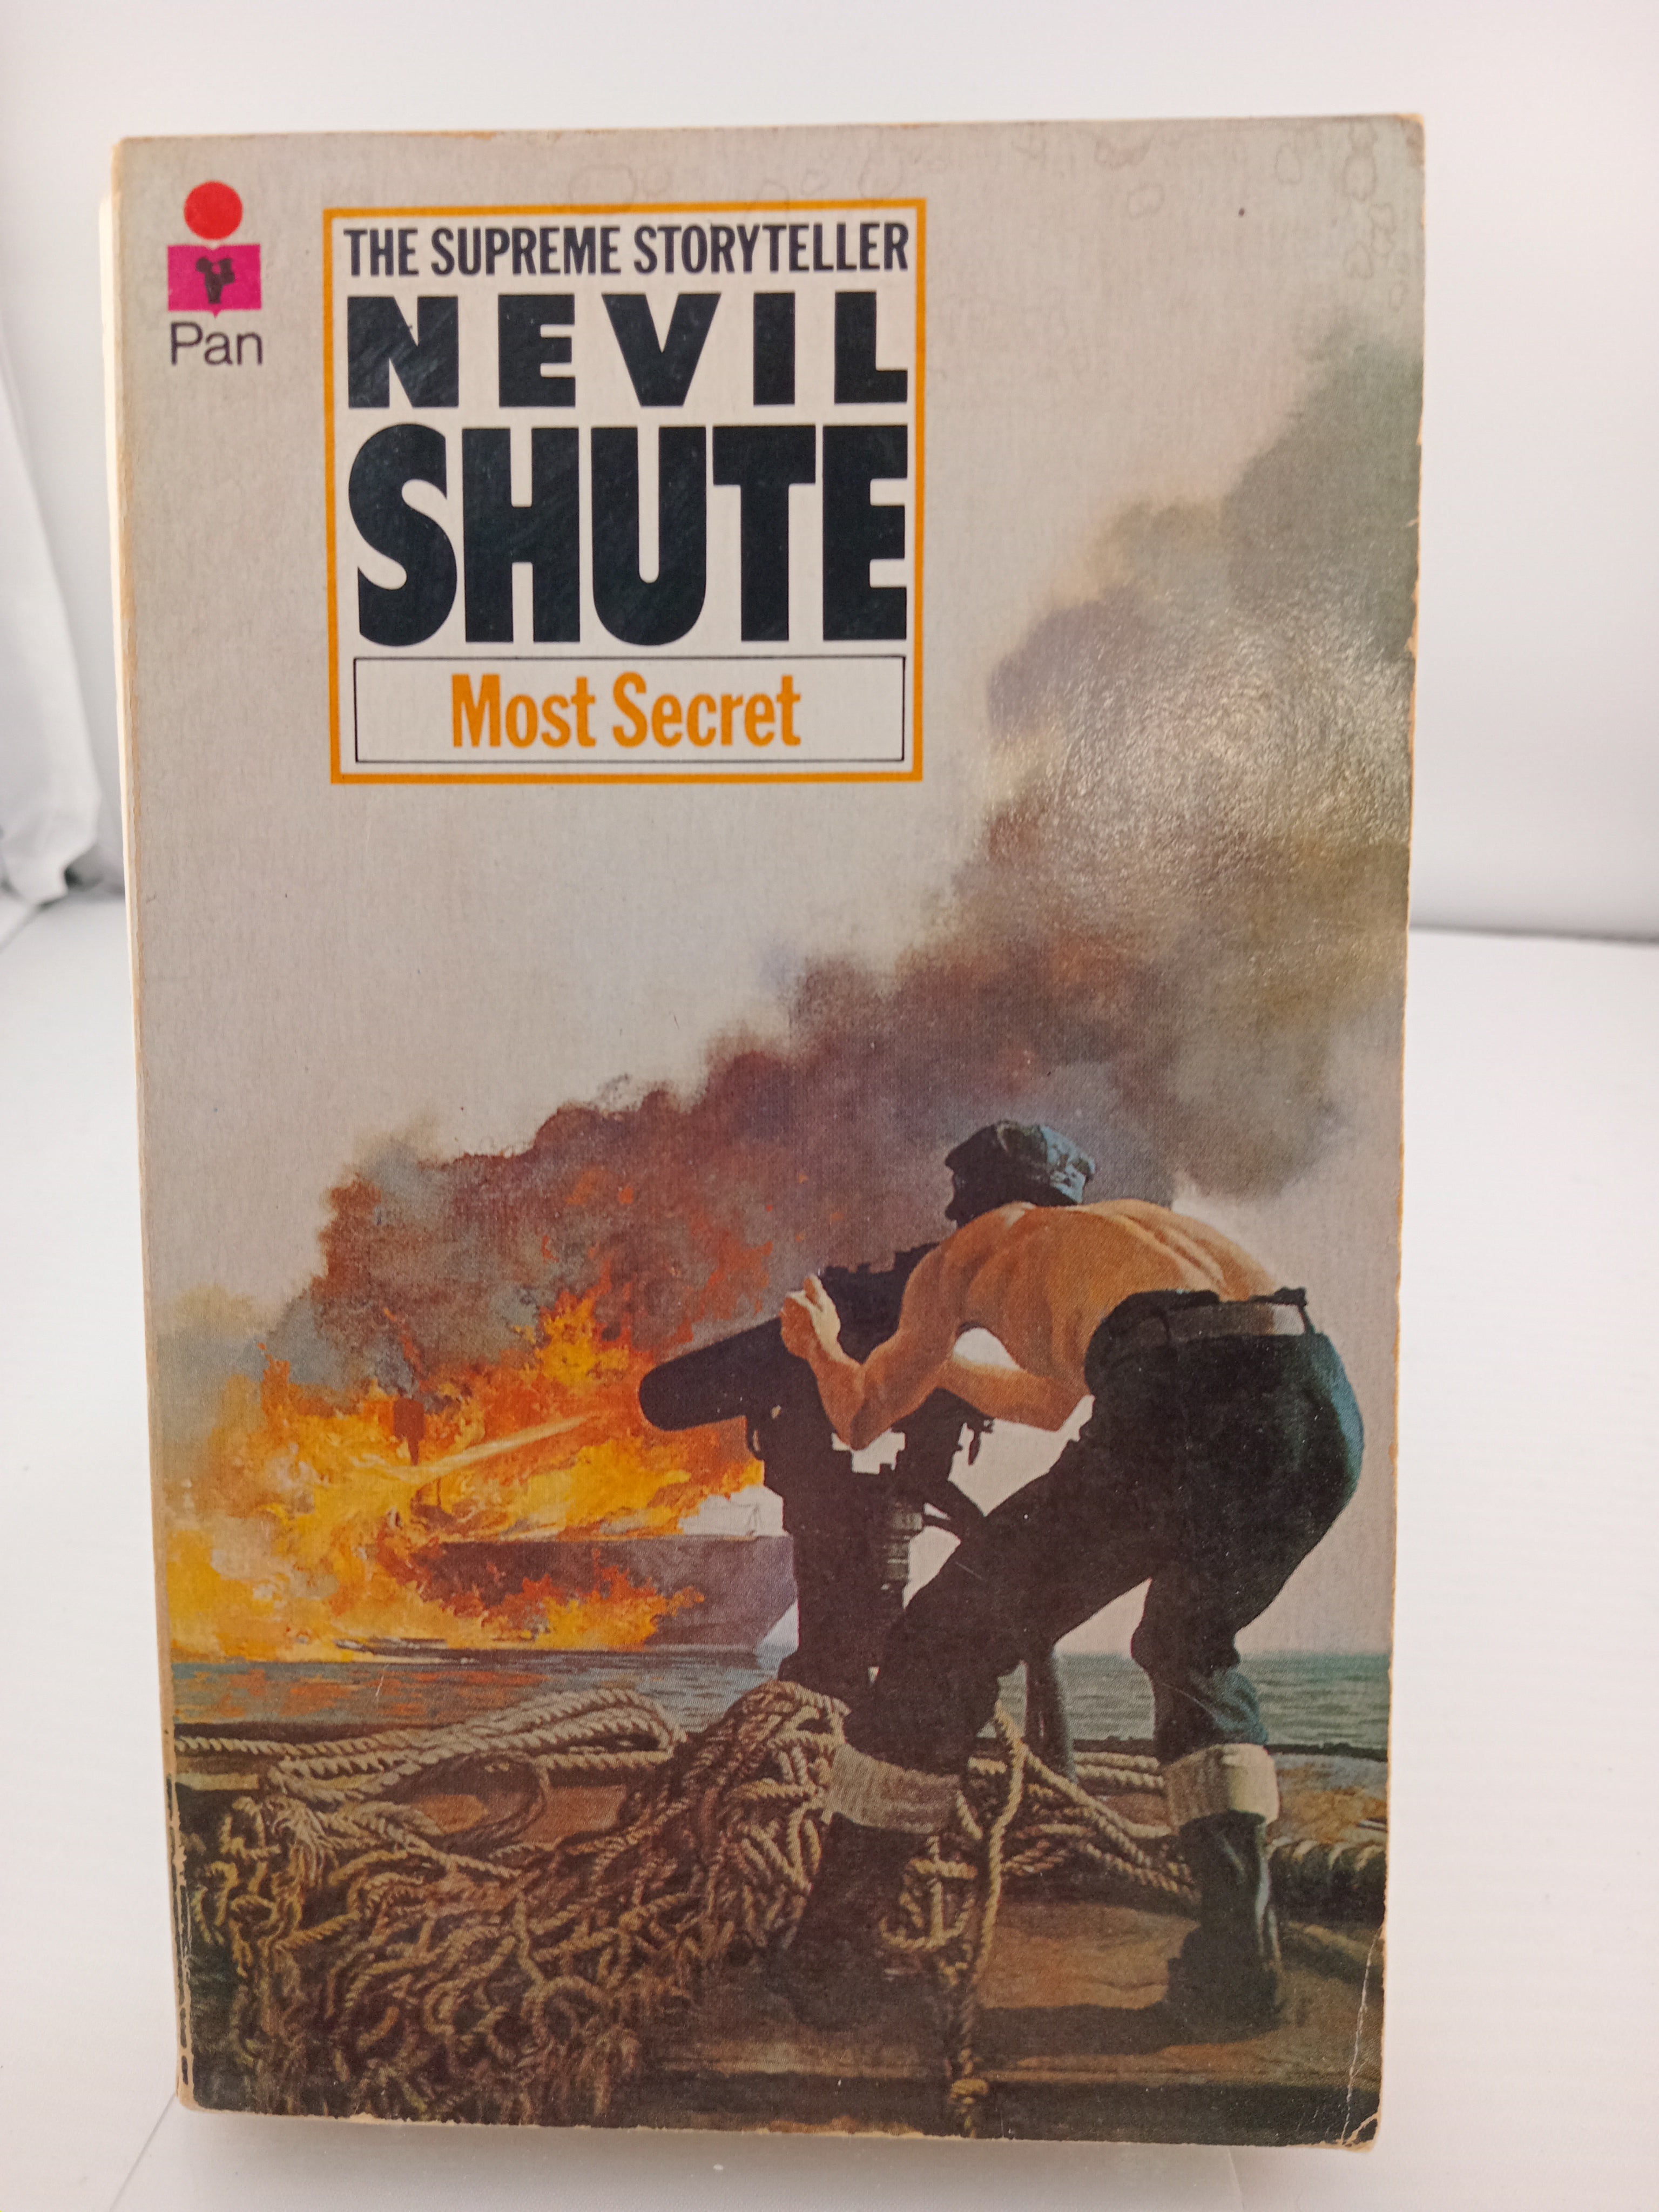 Pan
THE SUPREME STORYTELLER
NEVIL
SHUTE
Most Secret